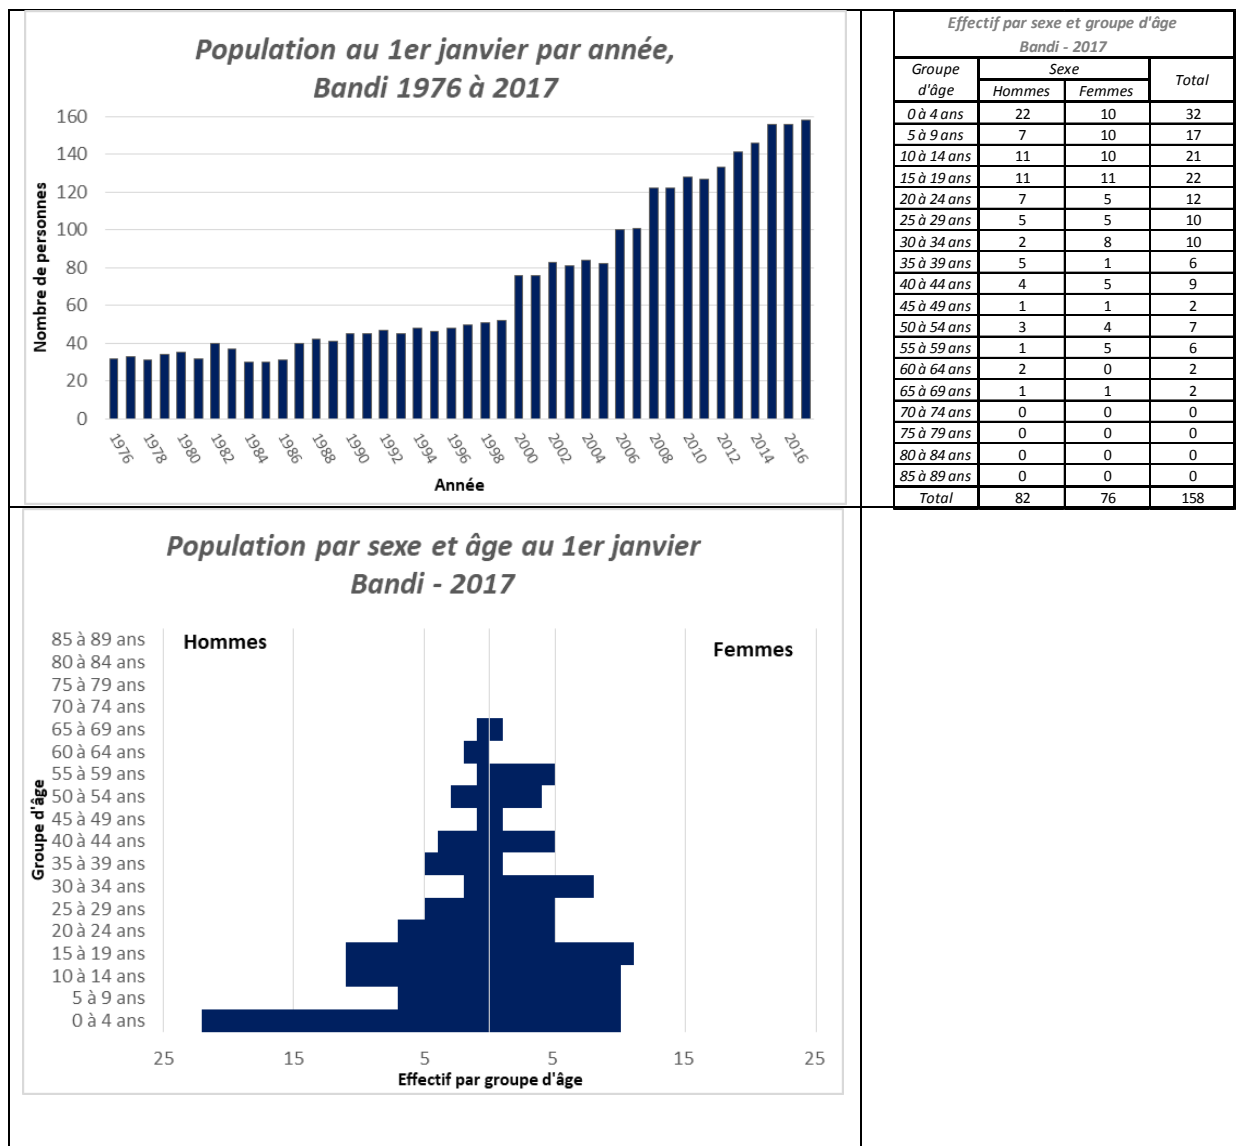 Population au 1er janvier par année,
Bandi 1976 à 2017
Nombre de personnes
160
140
120
100
80
60
40
20
0
1976
1978
1980
1982
1984
1986
1988
1990
1992
1994
1996
1998
2000
2002
2004
2006
2008
2010
2012
2014
2016
Année
Effectif par sexe et groupe d'âge
Bandi - 2017
Groupe d'âge Sexe Total
Hommes Femmes
0 à 4 ans 22 10 32
5 à 9 ans 7 10 17
10 à 14 ans 11 10 21
15 à 19 ans 11 11 22
20 à 24 ans 7 5 12
25 à 29 ans 5 5 10
30 à 34 ans 2 8 10
35 à 39 ans 5 1 6
40 à 44 ans 4 5 9
45 à 49 ans 1 1 2
50 à 54 ans 3 4 7
55 à 59 ans 1 5 6
60 à 64 ans 2 0 2
65 à 69 ans 1 1 2
70 à 74 ans 0 0 0
75 à 79 ans 0 0 0
80 à 84 ans 0 0 0
85 à 89 ans 0 0 0
Total 82 76 158
Population par sexe et âge au 1er janvier
Bandi - 2017
Hommes
Femmes
Groupe d'âge
85 à 89 ans
80 à 84 ans
75 à 79 ans
70 à 74 ans
65 à 69 ans
60 à 64 ans
55 à 59 ans
50 à 54 ans
45 à 49 ans
40 à 44 ans
35 à 39 ans
30 à 34 ans
25 à 29 ans
20 à 24 ans
15 à 19 ans
10 à 14 ans
5 à 9 ans
0 à 4 ans
25 15 5 5 15 25
Effectif par groupe d'âge